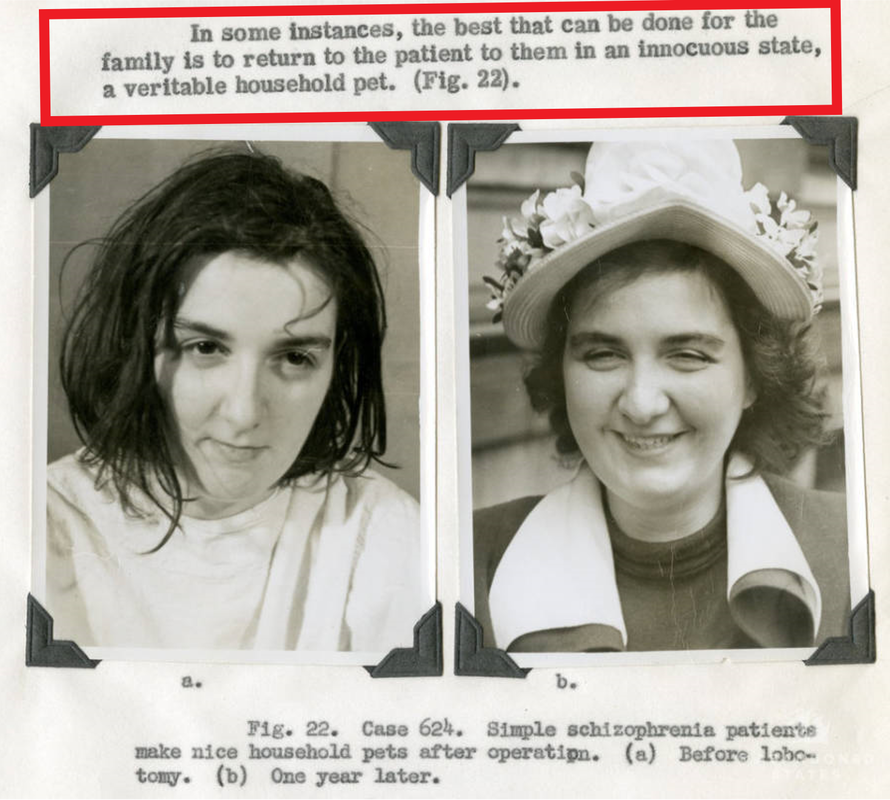 In some instances, the best that can be done for the
family is to return to the patient to them in an innocuous state,
a veritable household pet. (Fig. 22).
a.
b.
Fig. 22. Case 624. Simple schizophrenia patients
make nice household pets after operatipn. (a) Before lobo-
tomy. (b) One year later.
STATES